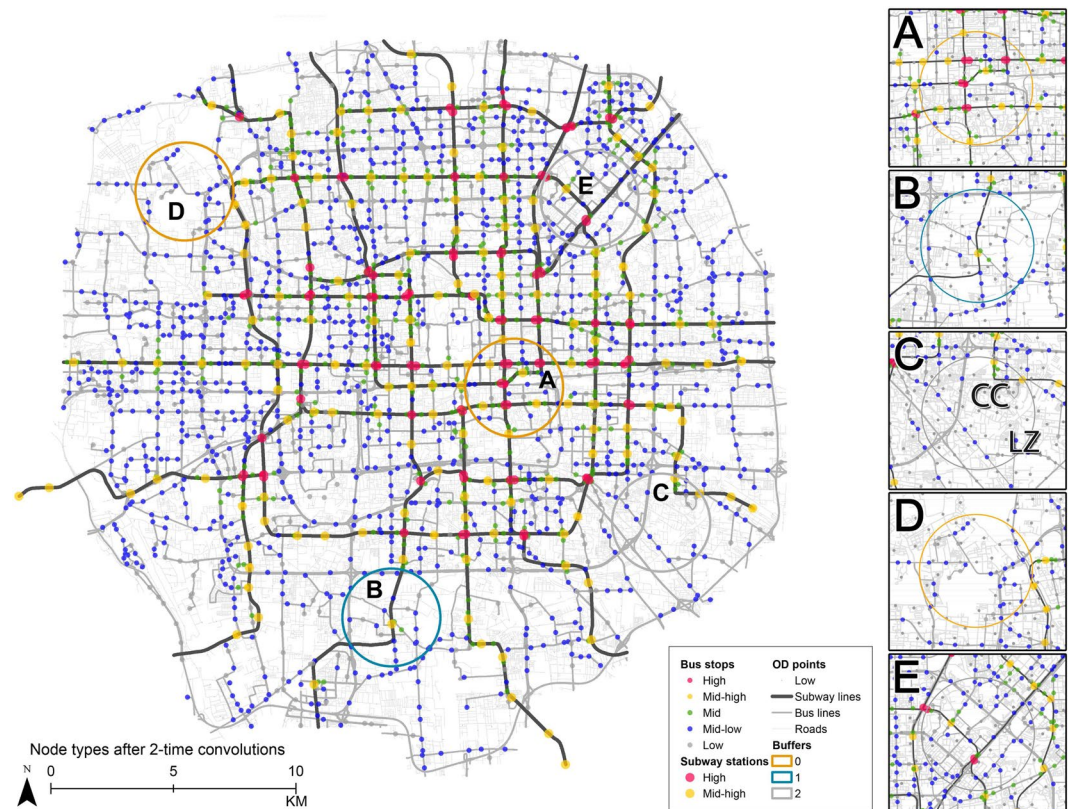 A
B
C
CC
LZ
D
E
E
D
A
C
B
Node types after 2-time convolutions
N
0 5 10
KM
Bus stops
High
Mid-high
Mid
Mid-low
Low
Subway stations
High
Mid-high
OD points
Low
Subway lines
Bus lines
Roads
Buffers
0
1
2